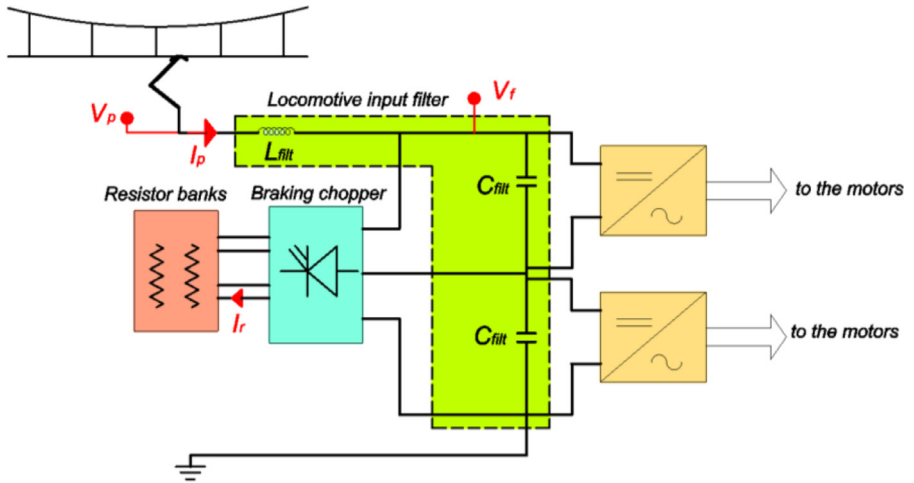 Locomotive input filter
Vf
Vp
Ip
Lfilt
Cfilt
Resistor banks
Braking chopper
to the motors
Ir
Cfilt
to the motors